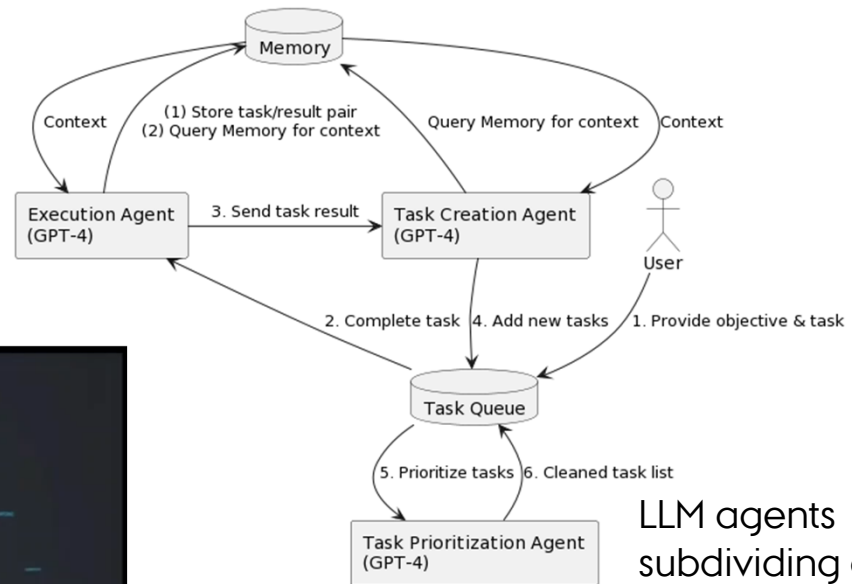 Memory
Context
(1) Store task/result pair
(2) Query Memory for context
Query Memory for context
Context
Execution Agent
(GPT-4)
3. Send task result
Task Creation Agent
(GPT-4)
User
2. Complete task
4. Add new tasks
1. Provide objective & task
Task Queue
5. Prioritize tasks
6. Cleaned task list
Task Prioritization Agent
(GPT-4)
LLM agents
subdividing